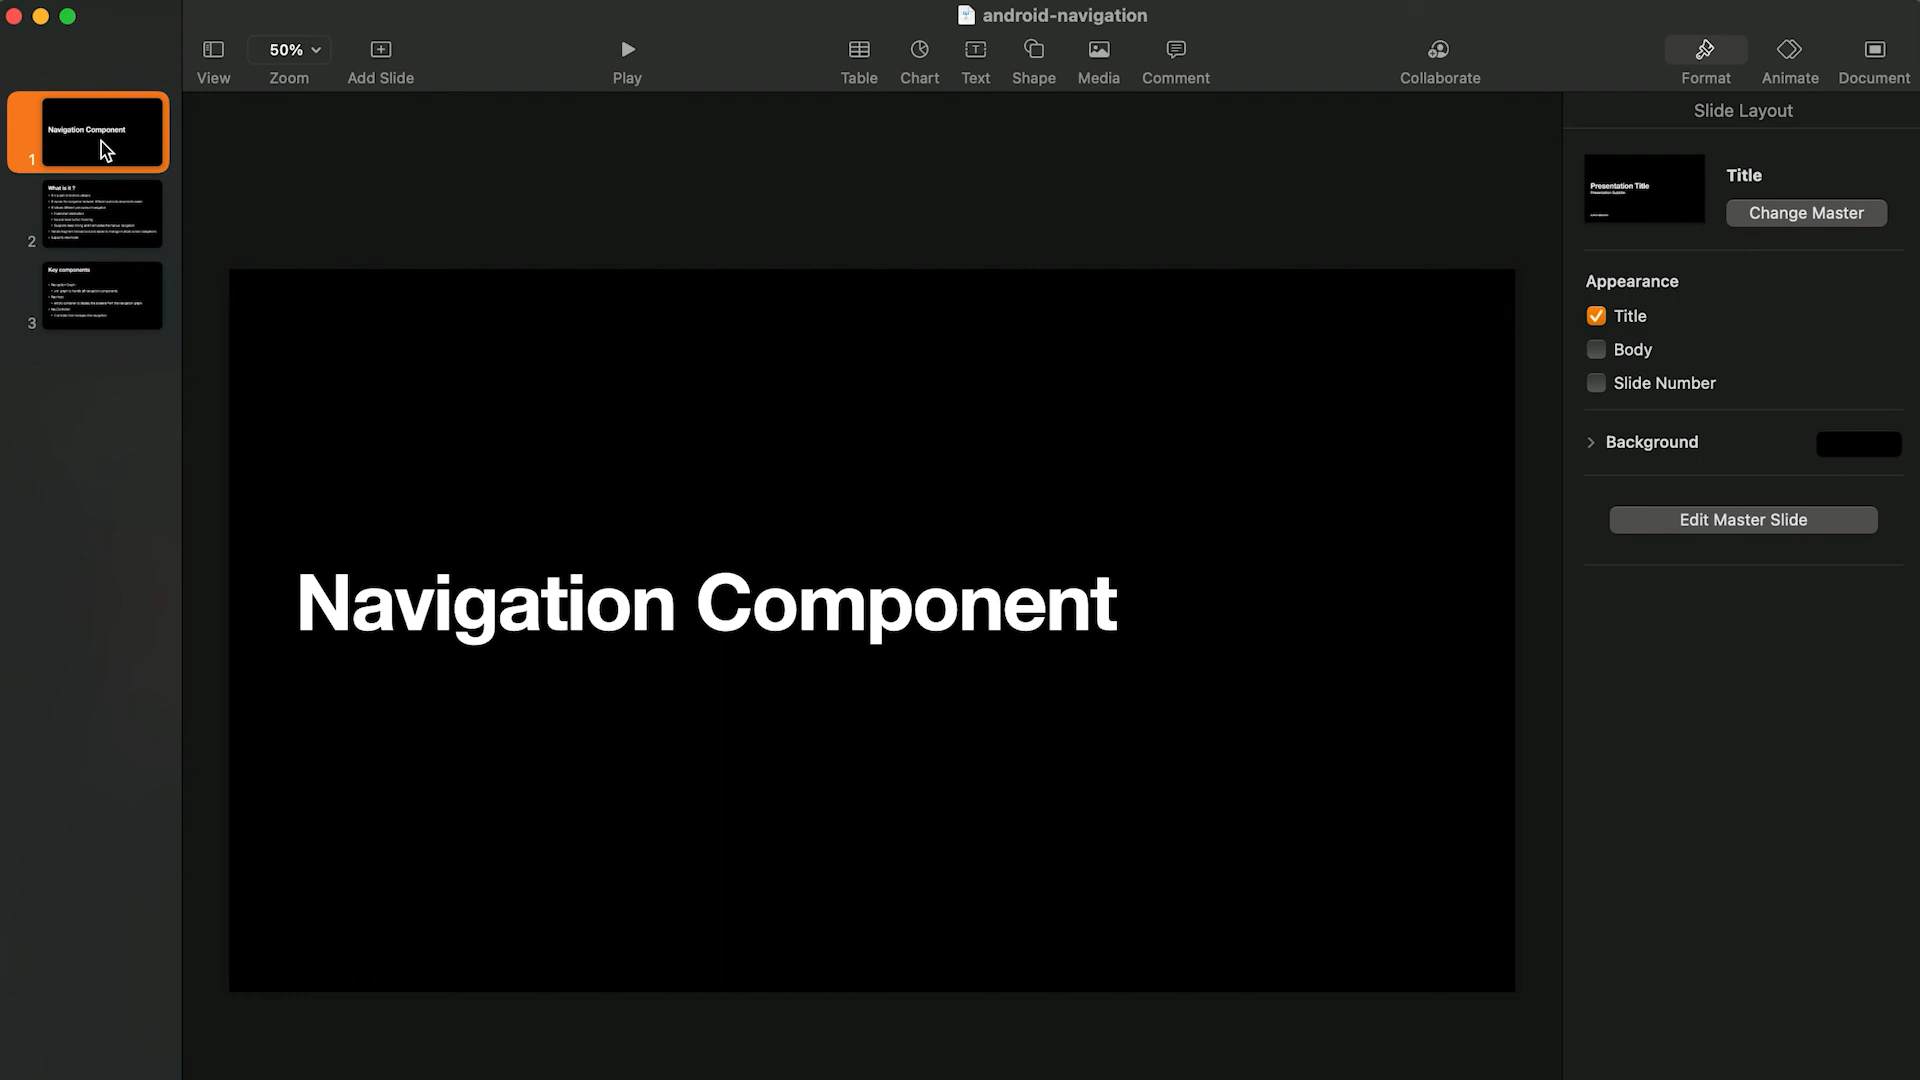 android-navigation
View
50%
Zoom
Add Slide
Play
Table
Chart
Text
Shape
Media
Comment
Collaborate
Format
Animate
Document
Navigation Component
1
What is it ?
2
Key components
3
Navigation Component
Slide Layout
Presentation Title
Presentation Subtitle
Title
Change Master
Appearance
Title
Body
Slide Number
Background
Edit Master Slide